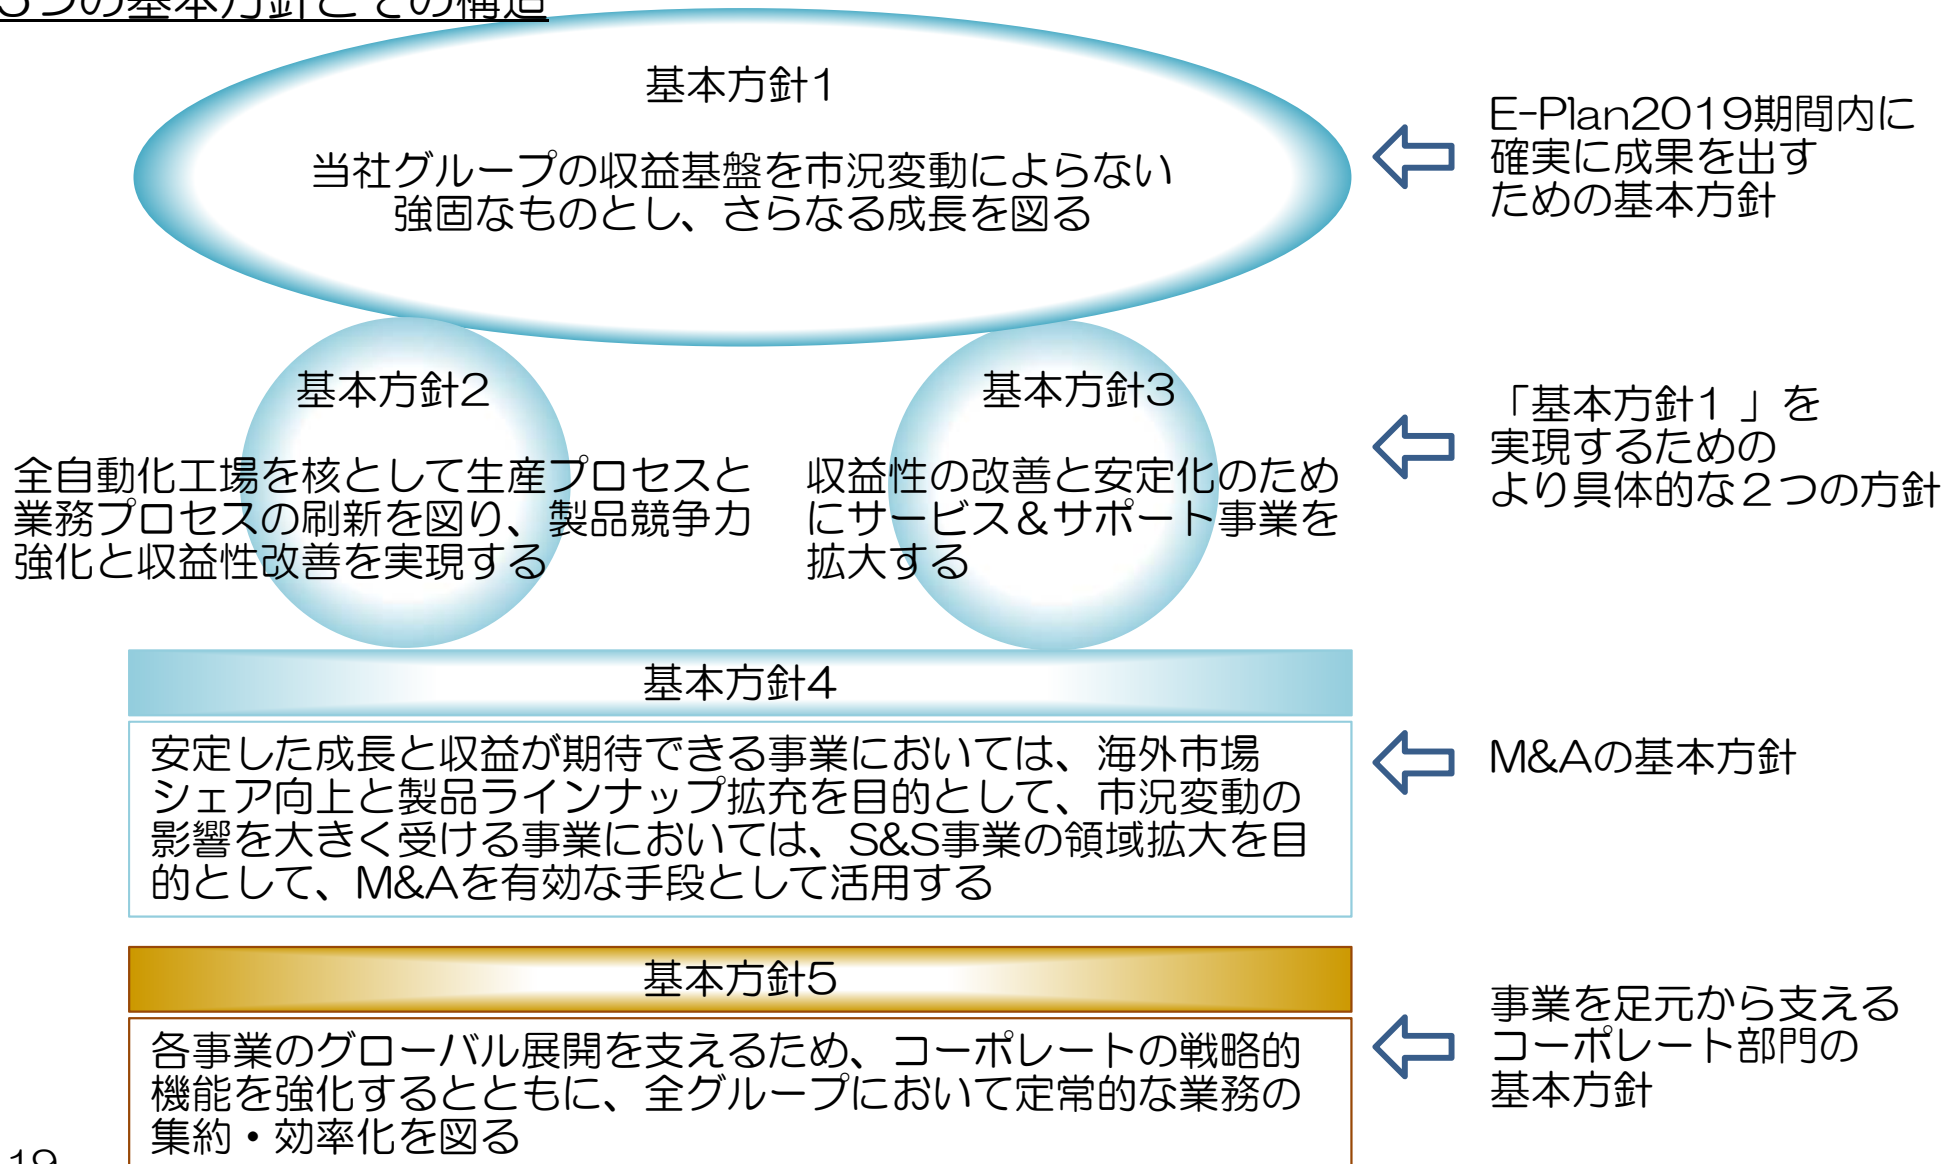 5つの基本方針とその構造
基本方針1
当社グループの収益基盤を市況変動によらない
強固なものとし、さらなる成長を図る
E-Plan2019期間内に
確実に成果を出す
ための基本方針
基本方針2
全自動化工場を核として生産プロセスと
業務プロセスの刷新を図り、製品競争力
強化と収益性改善を実現する
基本方針3
収益性の改善と安定化のため
にサービス&サポート事業を
拡大する
「基本方針1」を
実現するための
より具体的な2つの方針
基本方針4
安定した成長と収益が期待できる事業においては、海外市場
シェア向上と製品ラインナップ拡充を目的として、市況変動の
影響を大きく受ける事業においては、S&S事業の領域拡大を目
的として、M&Aを有効な手段として活用する
M&Aの基本方針
基本方針5
各事業のグローバル展開を支えるため、コーポレートの戦略的
機能を強化するとともに、全グループにおいて定常的な業務の
集約・効率化を図る
事業を足元から支える
コーポレート部門の
基本方針
19